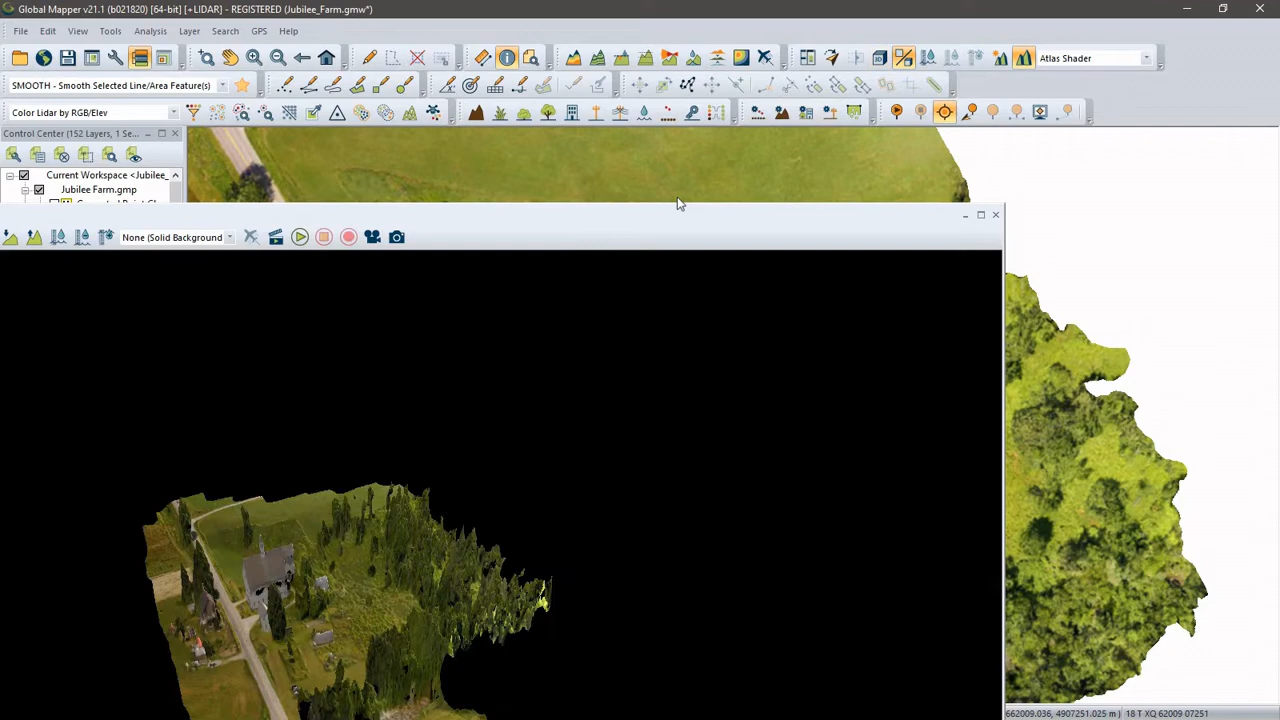 Global Mapper v21.1 (b021820) [64-bit] [+LIDAR] - REGISTERED (Jubilee_Farm.gmw*)
File Edit View Tools Analysis Layer Search GPS Help
Atlas Shader
SMOOTH - Smooth Selected Line/Area Feature(s)
Color Lidar by RGB/Elev
Control Center (152 Layers, 1 Se...
Current Workspace <Jubilee_
Jubilee Farm.gmp
None (Solid Background
662009.036, 4907251.025 m ) 18 T XQ 62009 07251